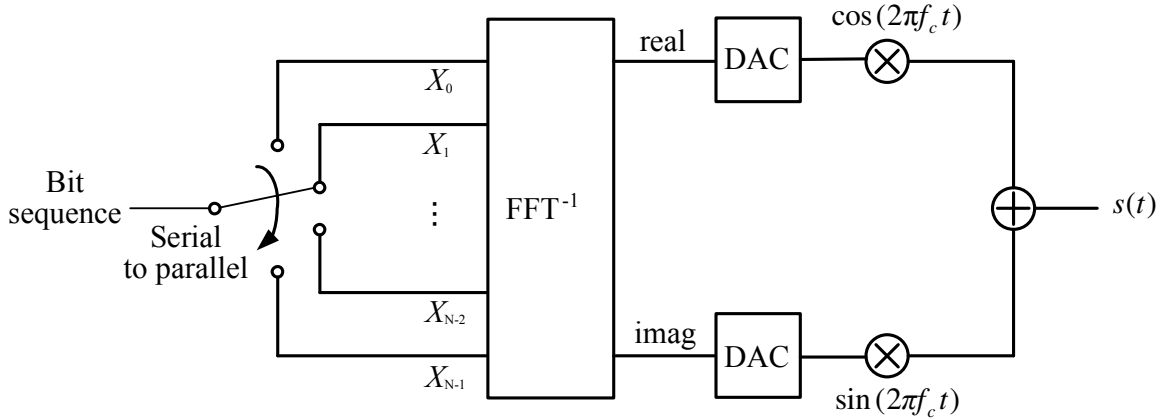 cos(2πf_c t)
real
DAC
X_0
X_1
Bit
sequence
⋮
FFT^-1
s(t)
Serial
to parallel
X_N-2
imag
DAC
X_N-1
sin(2πf_c t)